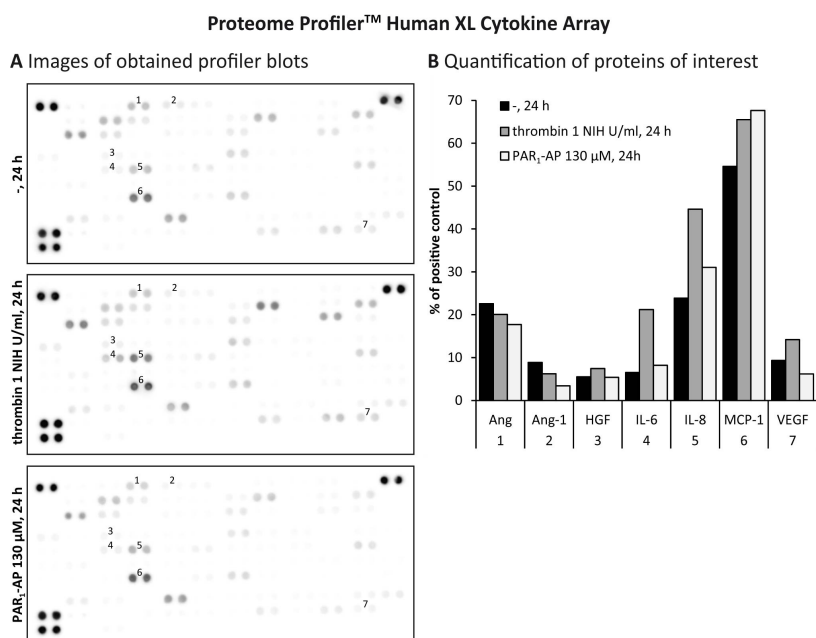 Proteome Profiler™ Human XL Cytokine Array
A Images of obtained profiler blots
-, 24 h
1 2
3
4 5
6
7
thrombin 1 NIH U/ml, 24 h
1 2
3
4 5
6
7
PAR₁-AP 130 µM, 24h
1 2
3
4 5
6
7
B Quantification of proteins of interest
% of positive control
70
60
50
40
30
20
10
0
-, 24 h
thrombin 1 NIH U/ml, 24 h
PAR₁-AP 130 µM, 24h
Ang Ang-1 HGF IL-6 IL-8 MCP-1 VEGF
1 2 3 4 5 6 7